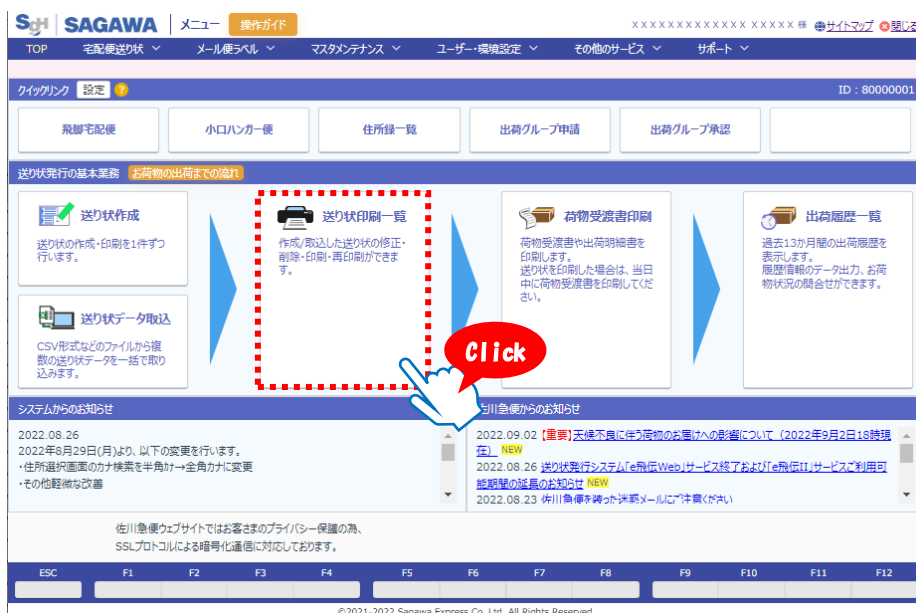 SGH SAGAWA メニュー 操作ガイド XXXXXXXXXXXXXX XXXXX 様 サイトマップ 閉じる
TOP 宅配便送り状 メール便ラベル マスタメンテナンス ユーザー・環境設定 その他のサービス サポート
クイックリンク 設定 ? ID : 80000001
飛脚宅配便 小口ハンガー便 住所録一覧 出荷グループ申請 出荷グループ承認
送り状発行の基本業務 お荷物の出荷までの流れ
送り状作成
送り状の作成・印刷を1件ずつ
行います。
送り状データ取込
CSV形式などのファイルから複
数の送り状データを一括で取り
込みます。
送り状印刷一覧
作成/取込した送り状の修正・
削除・印刷・再印刷ができま
す。
荷物受渡書印刷
荷物受渡書や出荷明細書を
印刷します。
送り状を印刷した場合は、当日
中に荷物受渡書を印刷してくだ
さい。
出荷履歴一覧
過去13か月間の出荷履歴を
表示します。
履歴情報のデータ出力、お荷
物状況の問合せができます。
Click
システムからのお知らせ
2022.08.26
2022年8月29日(月)より、以下の変更を行います。
・住所選択画面のカナ検索を半角カナ→全角カナに変更
・その他軽微な改善
佐川急便からのお知らせ
2022.09.02 【重要】天候不良に伴う荷物のお届けへの影響について (2022年9月2日18時現
在) NEW
2022.08.26 送り状発行システム「e飛伝Web」サービス終了および「e飛伝II」サービスご利用可
能期間の延長のお知らせ NEW
2022.08.23 佐川急便を装った迷惑メールにご注意ください
佐川急便ウェブサイトではお客さまのプライバシー保護の為、
SSLプロトコルによる暗号化通信に対応しております。
ESC F1 F2 F3 F4 F5 F6 F7 F8 F9 F10 F11 F12
©2021-2022 Sagawa Express Co.,Ltd. All Rights Reserved.